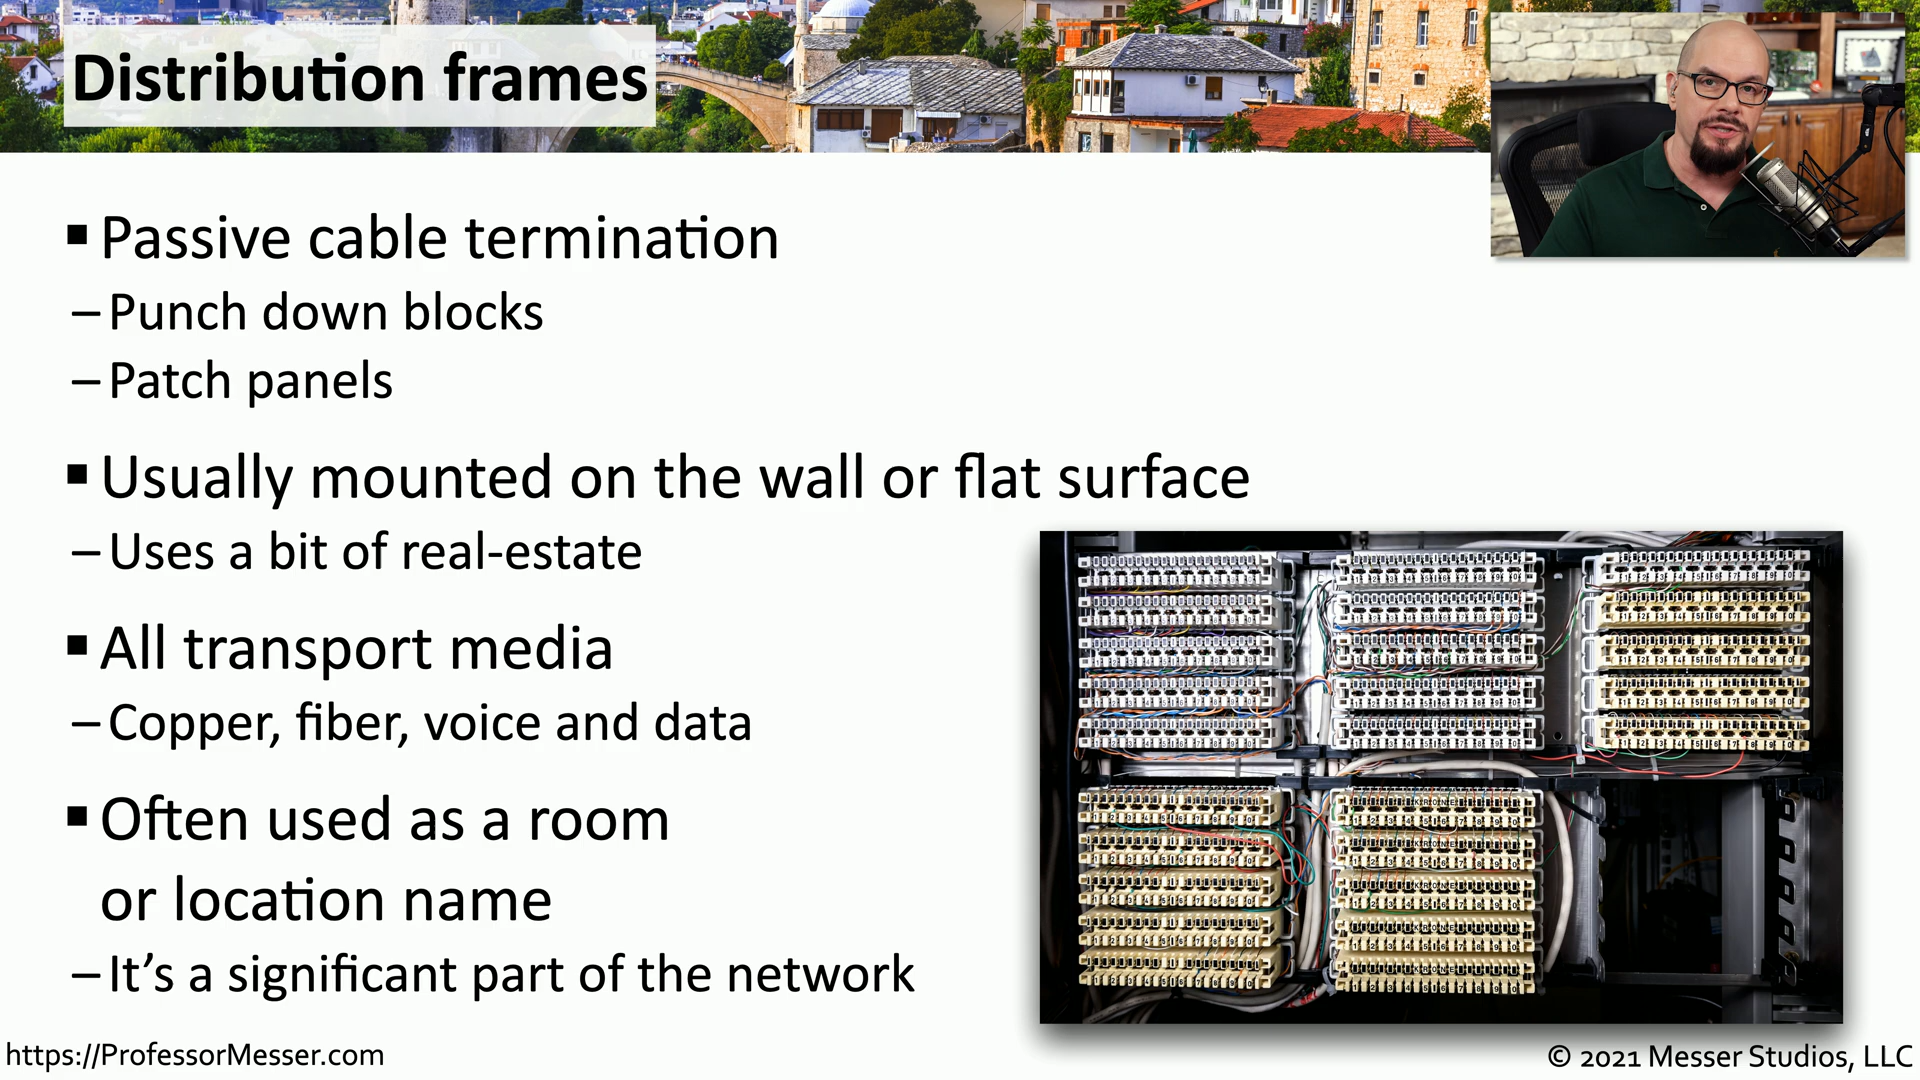 Distribution frames
▪ Passive cable termination
– Punch down blocks
– Patch panels
▪ Usually mounted on the wall or flat surface
– Uses a bit of real-estate
▪ All transport media
– Copper, fiber, voice and data
▪ Often used as a room
or location name
– It’s a significant part of the network
https://ProfessorMesser.com
© 2021 Messer Studios, LLC